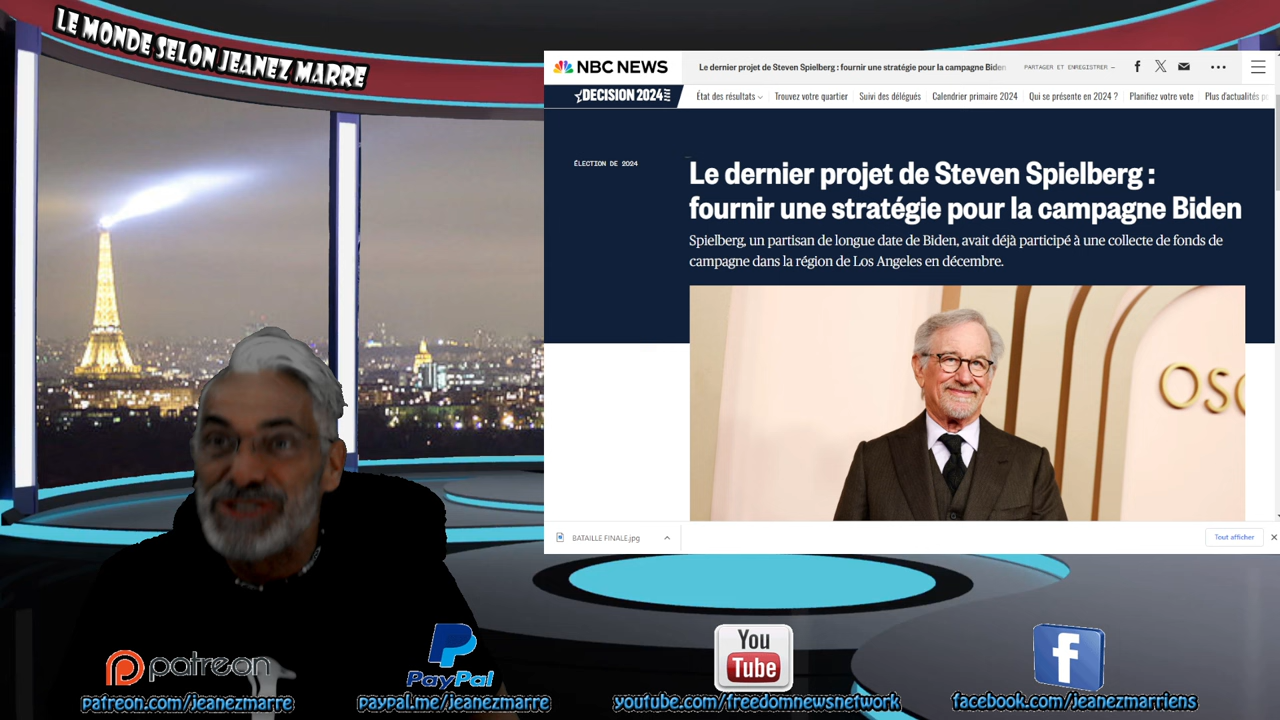 LE MONDE SELON JEANEZ MARRE
NBC NEWS
Le dernier projet de Steven Spielberg : fournir une stratégie pour la campagne Biden
PARTAGER ET ENREGISTRER —
DECISION 2024
État des résultats
Trouvez votre quartier
Suivi des délégués
Calendrier primaire 2024
Qui se présente en 2024 ?
Planifiez votre vote
Plus d'actualités
ÉLECTION DE 2024
Le dernier projet de Steven Spielberg :
fournir une stratégie pour la campagne Biden
Spielberg, un partisan de longue date de Biden, avait déjà participé à une collecte de fonds de
campagne dans la région de Los Angeles en décembre.
OSC
BATAILLE FINALE.jpg
Tout afficher
patreon
PayPal
You
Tube
patreon.com/jeanezmarre
paypal.me/jeanezmarre
youtube.com/freedomnewsnetwork
facebook.com/jeanezmarriens